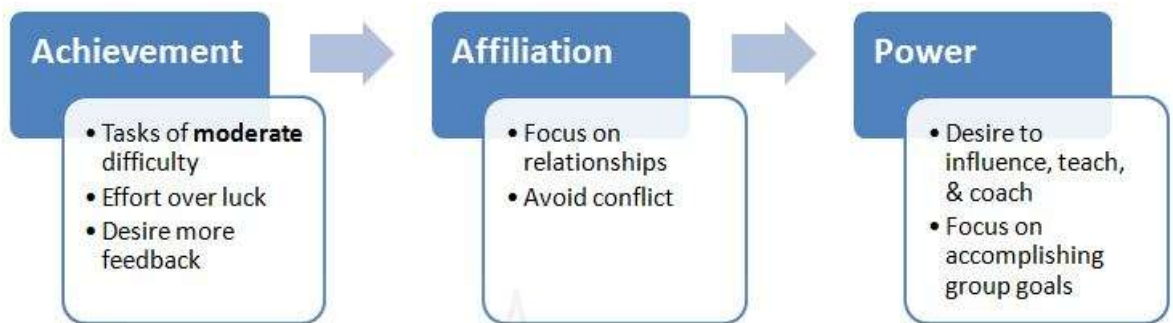 Achievement
• Tasks of moderate
difficulty
• Effort over luck
• Desire more
feedback
Affiliation
• Focus on
relationships
• Avoid conflict
Power
• Desire to
influence, teach,
& coach
• Focus on
accomplishing
group goals